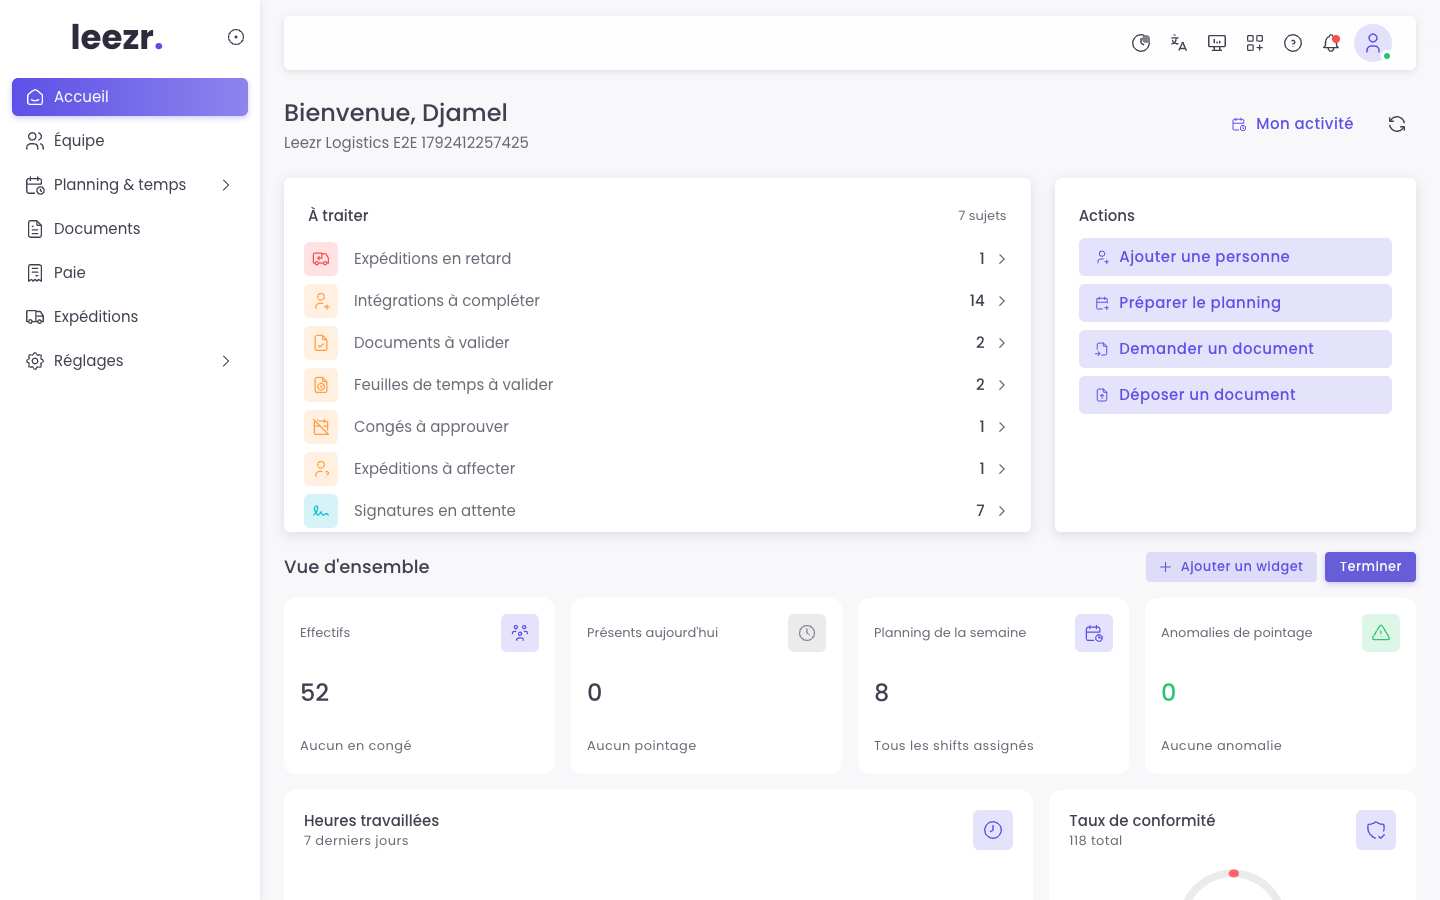 leezr.
Accueil
Équipe
Planning & temps
Documents
Paie
Expéditions
Réglages
Bienvenue, Djamel
Leezr Logistics E2E 1792412257425
Mon activité
À traiter
7 sujets
Expéditions en retard
1
Intégrations à compléter
14
Documents à valider
2
Feuilles de temps à valider
2
Congés à approuver
1
Expéditions à affecter
1
Signatures en attente
7
Actions
Ajouter une personne
Préparer le planning
Demander un document
Déposer un document
Vue d'ensemble
Ajouter un widget
Terminer
Effectifs
52
Aucun en congé
Présents aujourd'hui
0
Aucun pointage
Planning de la semaine
8
Tous les shifts assignés
Anomalies de pointage
0
Aucune anomalie
Heures travaillées
7 derniers jours
Taux de conformité
118 total